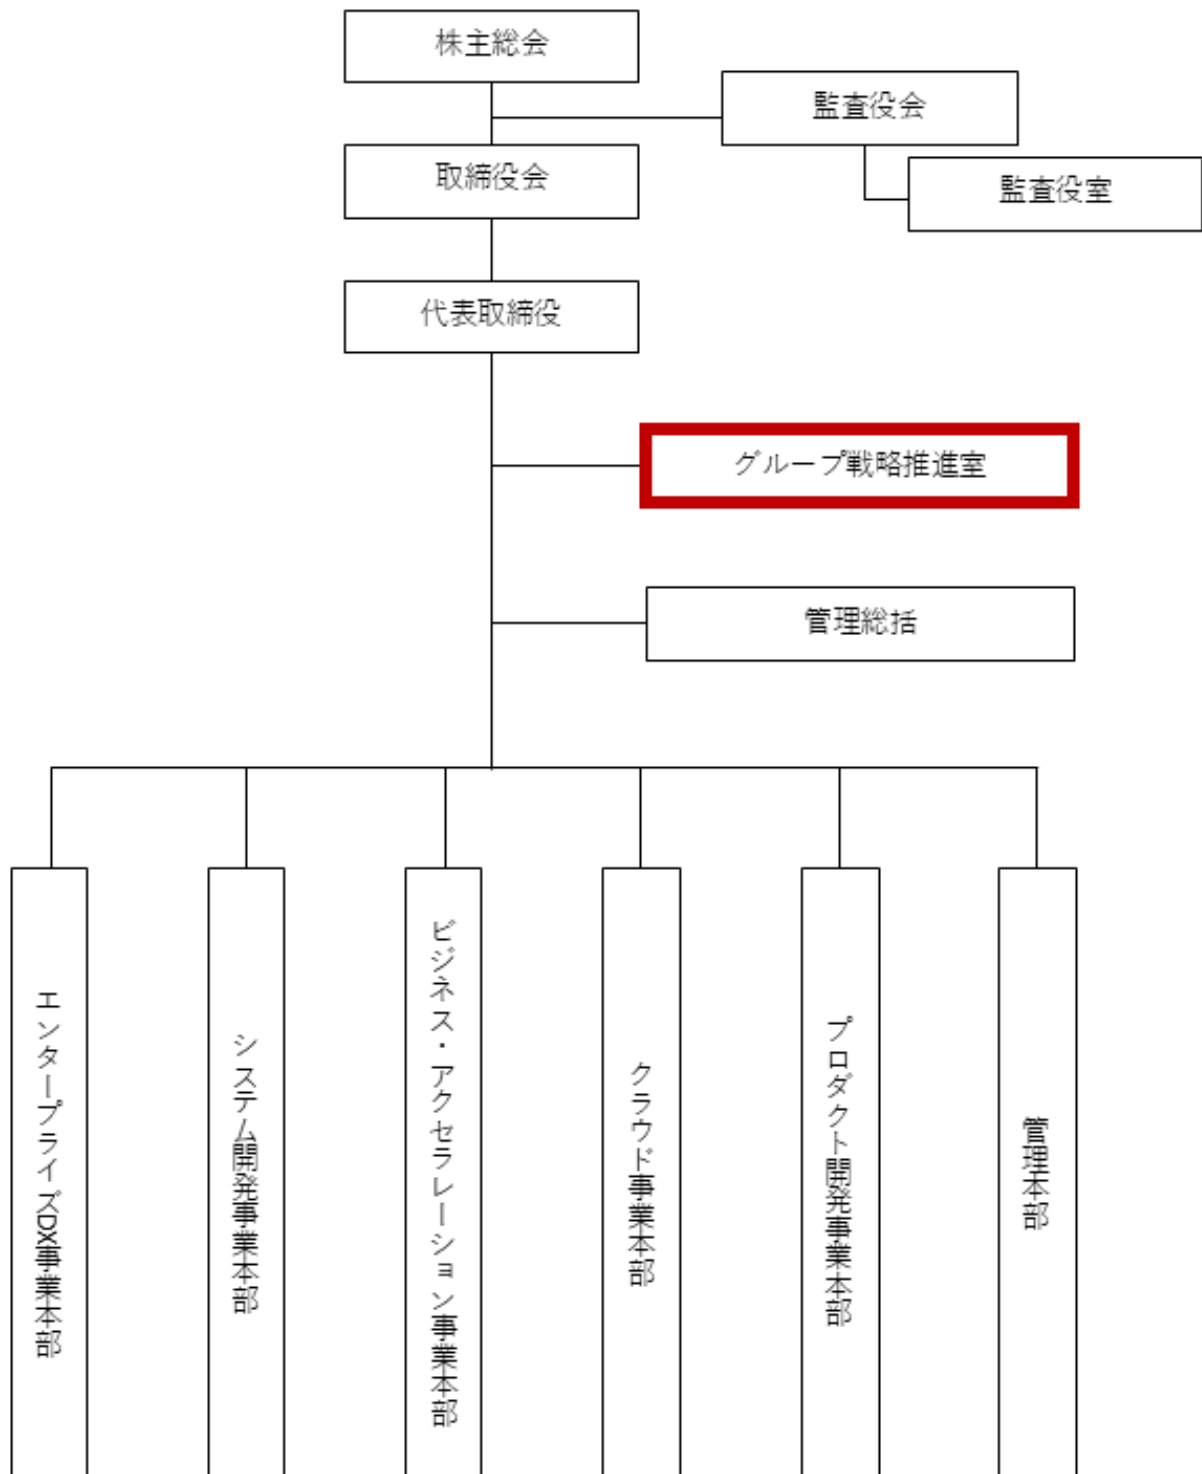 株主総会
監査役会
取締役会
監査役室
代表取締役
グループ戦略推進室
管理総括
エンタープライズDX事業本部
システム開発事業本部
ビジネス・アクセラレーション事業本部
クラウド事業本部
プロダクト開発事業本部
管理本部